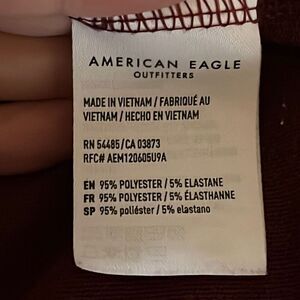 AMERICAN EAGLE
OUTFITTERS
MADE IN VIETNAM / FABRIQUÉ AU
VIETNAM / HECHO EN VIETNAM
RN 54485/CA 03873
RFC# AEM120605U9A
EN 95% POLYESTER / 5% ELASTANE
FR 95% POLYESTER / 5% ÉLASTHANNE
SP 95% poliéster / 5% elastano